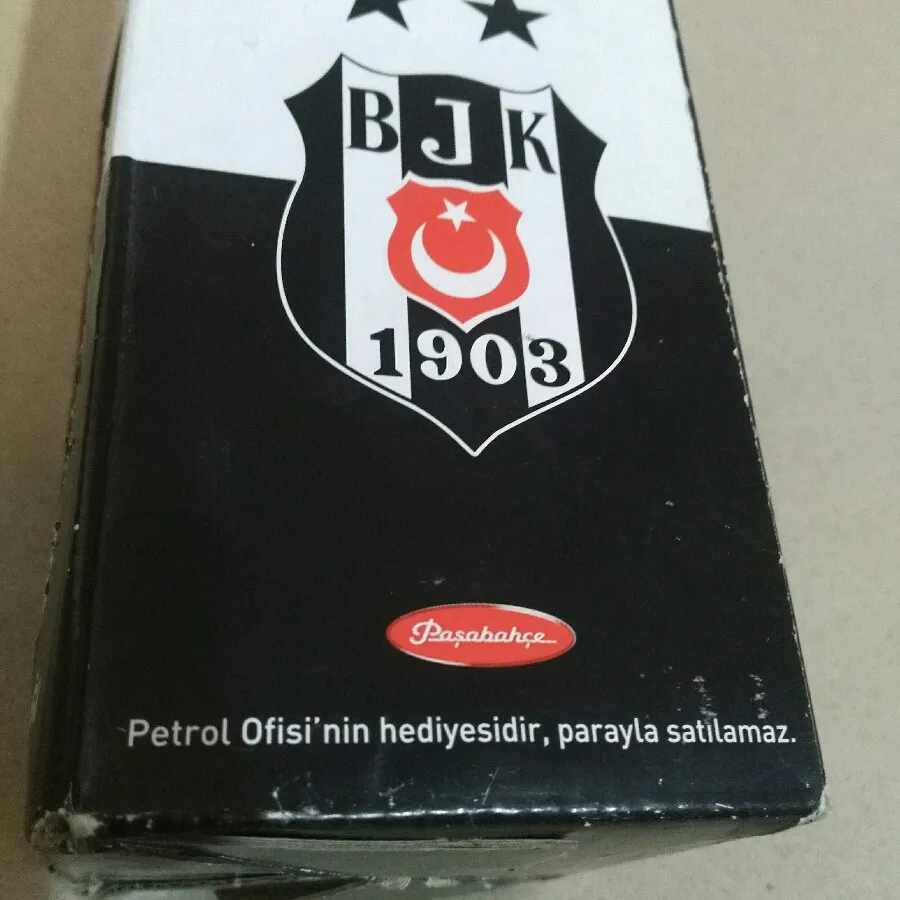 BJK
1903
Paşabahçe
Petrol Ofisi'nin hediyesidir, parayla satılamaz.